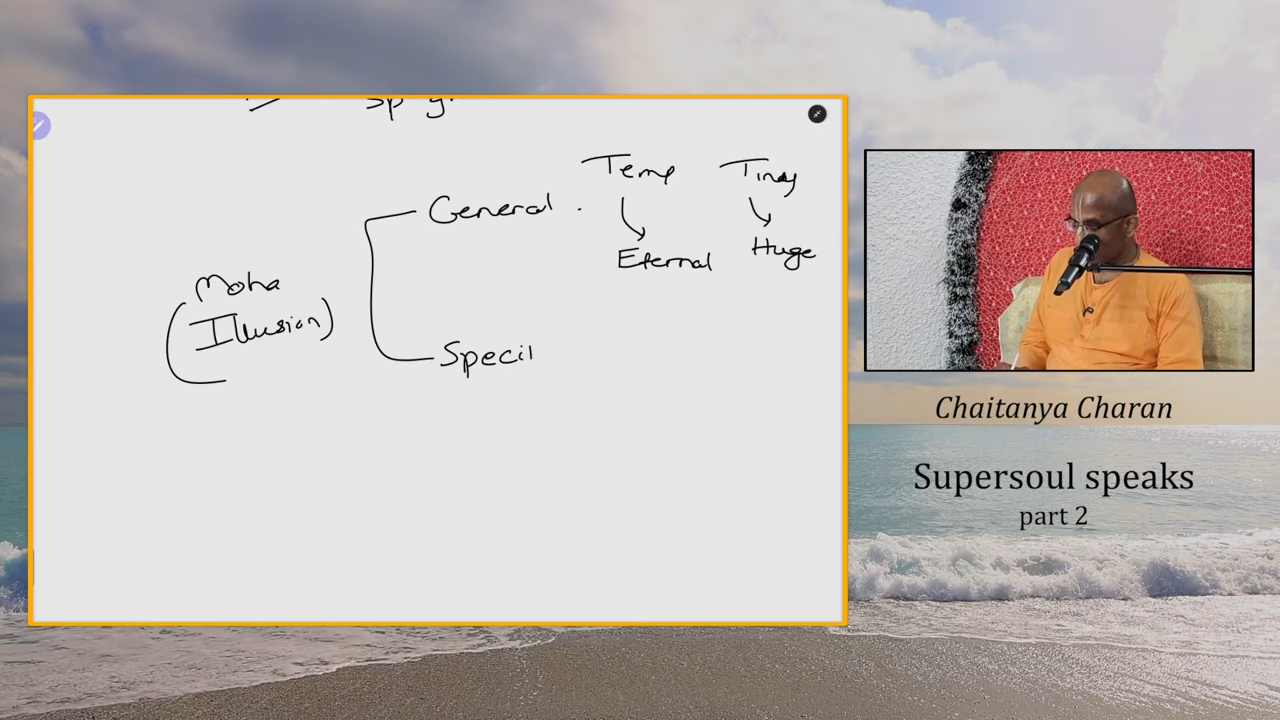 Temp Tiny
General .
Eternal Huge
Moha
(Illusion)
Specil
Chaitanya Charan
Supersoul speaks
part 2